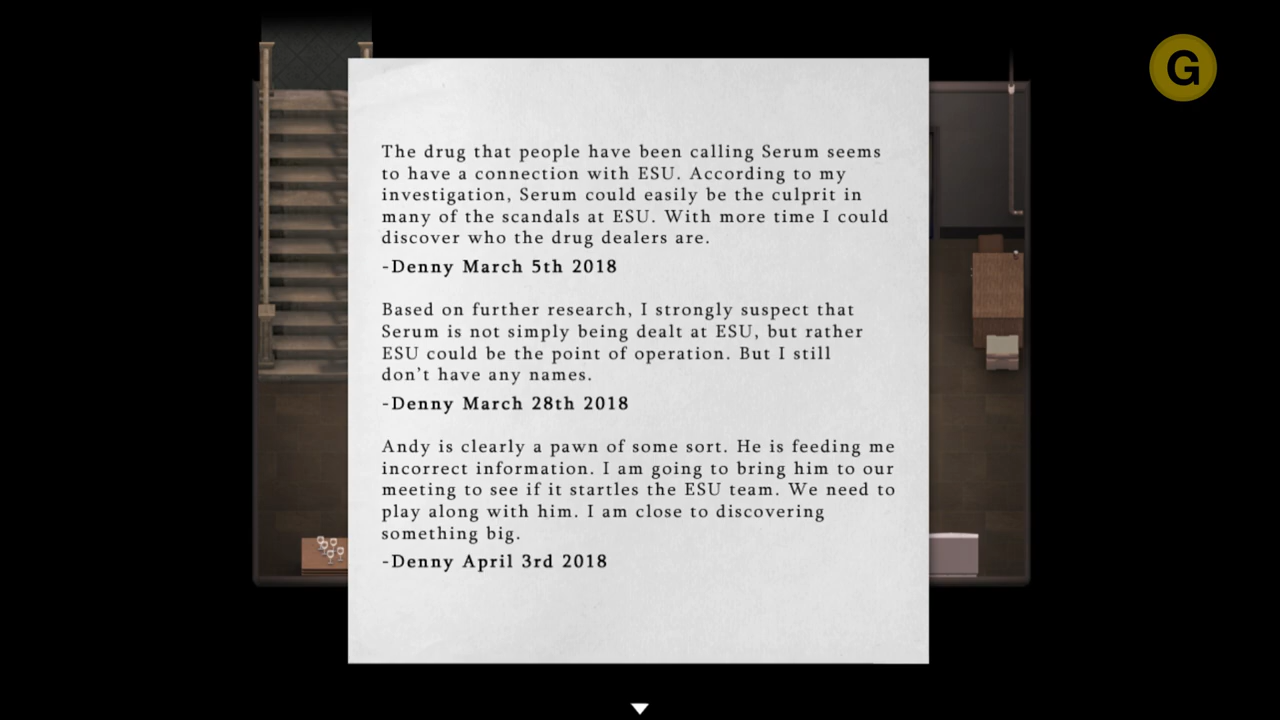 G
The drug that people have been calling Serum seems
to have a connection with ESU. According to my
investigation, Serum could easily be the culprit in
many of the scandals at ESU. With more time I could
discover who the drug dealers are.
-Denny March 5th 2018
Based on further research, I strongly suspect that
Serum is not simply being dealt at ESU, but rather
ESU could be the point of operation. But I still
don't have any names.
-Denny March 28th 2018
Andy is clearly a pawn of some sort. He is feeding me
incorrect information. I am going to bring him to our
meeting to see if it startles the ESU team. We need to
play along with him. I am close to discovering
something big.
-Denny April 3rd 2018